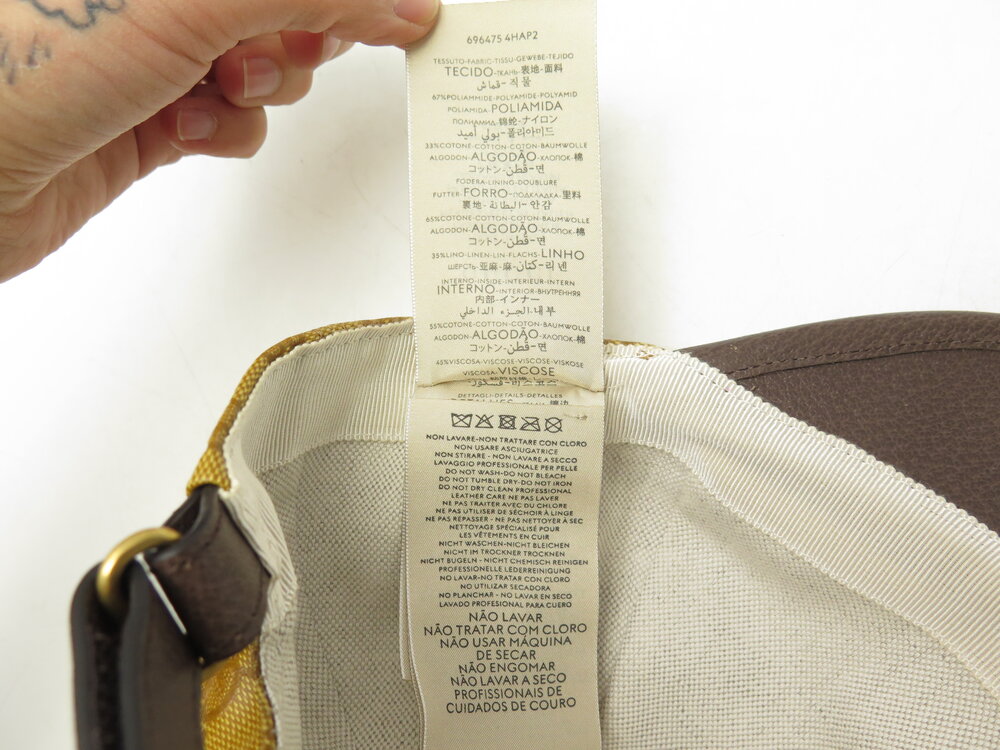 696475 4HAP2
TESSUTO-FABRIC-TISSU-GEWEBE-TEJIDO
TECIDO-ТКАНЬ-表地-面料
قماش-직물
67%POLIAMMIDE-POLYAMIDE-POLYAMID
POLIAMIDA-POLIAMIDA
ПОЛИАМИД-锦纶-ナイロン
بولي أميد-폴리아미드
33%COTONE-COTTON-COTON-BAUMWOLLE
ALGODON-ALGODÃO-ХЛОПОК-棉
コットン-قطن-면
FODERA-LINING-DOUBLURE
FUTTER-FORRO-ПОДКЛАДКА-里料
裏地-البطانة-안감
65%COTONE-COTTON-COTON-BAUMWOLLE
ALGODON-ALGODÃO-ХЛОПОК-棉
コットン-قطن-면
35%LINO-LINEN-LIN-FLACHS-LINHO
ШЕРСТЬ-亚麻-麻-كتان-리넨
INTERNO-INSIDE-INTERIEUR-INTERN
INTERNO-INTERIOR-ВНУТРЕННЯЯ
内部-インナー
الجزء الداخلي-내부
55%COTONE-COTTON-COTON-BAUMWOLLE
ALGODON-ALGODÃO-ХЛОПОК-棉
コットン-قطن-면
45%VISCOSA-VISCOSE-VISCOSE-VISKOSE
VISCOSA-VISCOSE
فسكوز-비스코스
DETTAGLI-DETAILS-DETALLES
NON LAVARE-NON TRATTARE CON CLORO
NON USARE ASCIUGATRICE
NON STIRARE - NON LAVARE A SECCO
LAVAGGIO PROFESSIONALE PER PELLE
DO NOT WASH-DO NOT BLEACH
DO NOT TUMBLE DRY-DO NOT IRON
DO NOT DRY CLEAN PROFESSIONAL
LEATHER CARE NE PAS LAVER
NE PAS TRAITER AVEC DU CHLORE
NE PAS UTILISER DE SÉCHOIR À LINGE
NE PAS REPASSER - NE PAS NETTOYER À SEC
NETTOYAGE SPÉCIALISÉ POUR
LES VÊTEMENTS EN CUIR
NICHT WASCHEN-NICHT BLEICHEN
NICHT IM TROCKNER TROCKNEN
NICHT BUGELN - NICHT CHEMISCH REINIGEN
PROFESSIONELLE LEDERREINIGUNG
NO LAVAR-NO TRATAR CON CLORO
NO UTILIZAR SECADORA
NO PLANCHAR - NO LAVAR EN SECO
LAVADO PROFESIONAL PARA CUERO
NÃO LAVAR
NÃO TRATAR COM CLORO
NÃO USAR MÁQUINA
DE SECAR
NÃO ENGOMAR
NÃO LAVAR A SECO
PROFISSIONAIS DE
CUIDADOS DE COURO